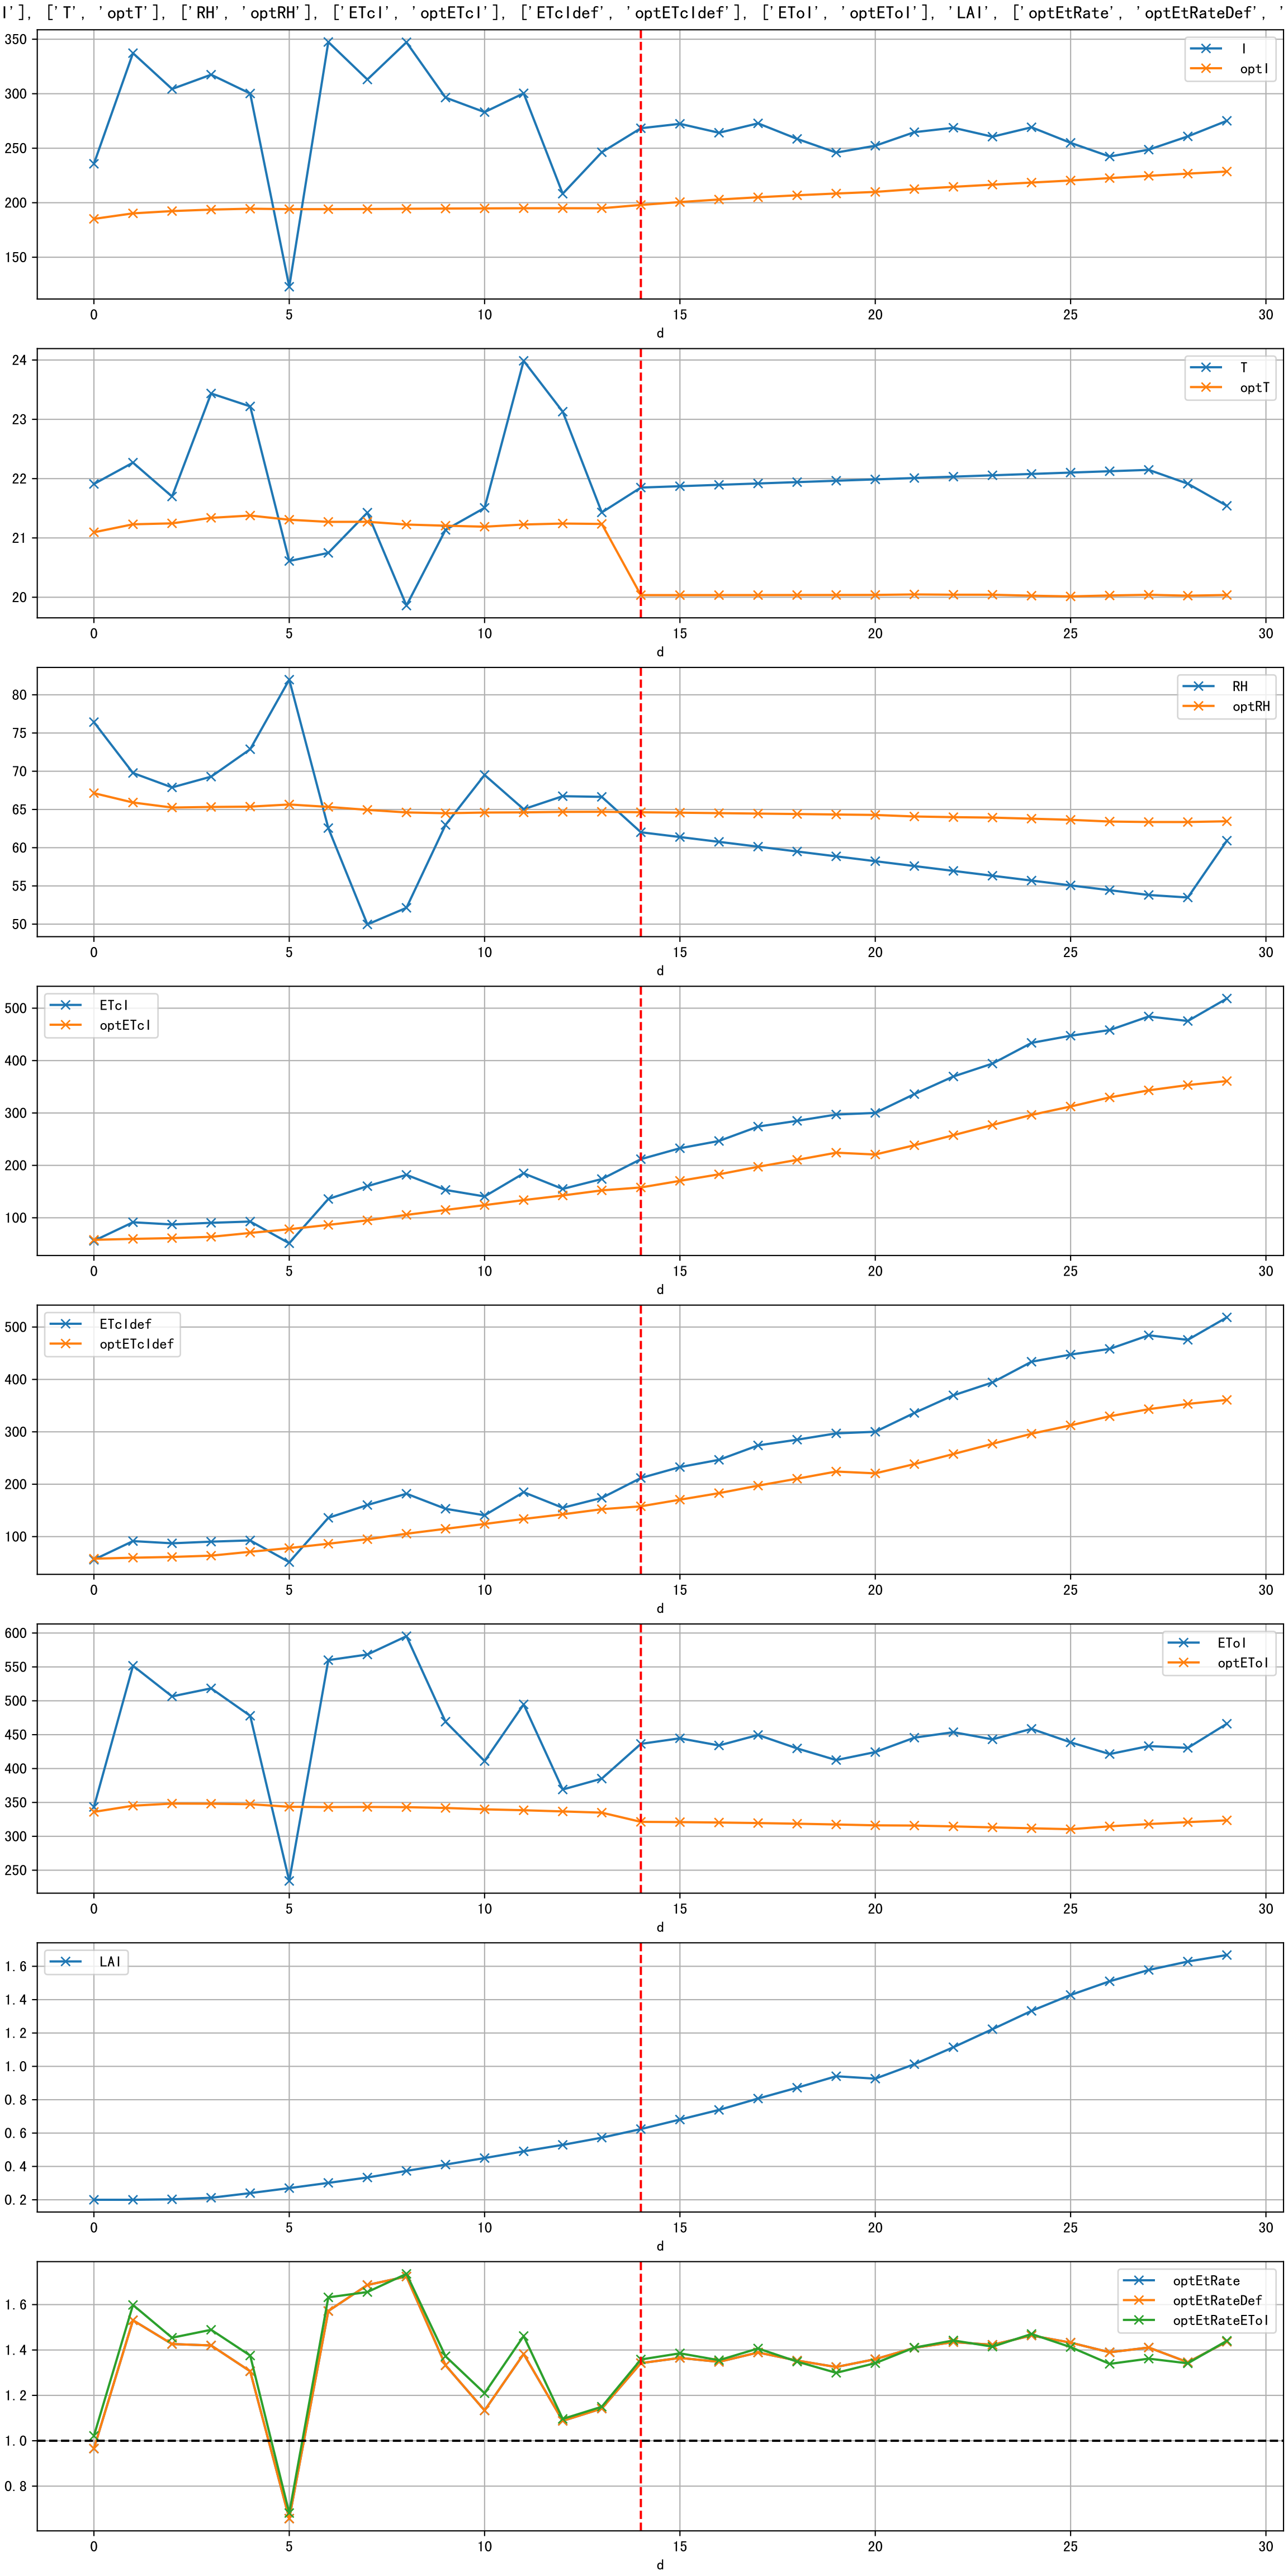 I'], ['T', 'optT'], ['RH', 'optRH'], ['ETcI', 'optETcI'], ['ETcIdef', 'optETcIdef'], ['EToI', 'optEToI'], 'LAI', ['optEtRate', 'optEtRateDef', '
350
300
250
200
150
I
optI
0 5 10 15 20 25 30
d
24
23
22
21
20
T
optT
0 5 10 15 20 25 30
d
80
75
70
65
60
55
50
RH
optRH
0 5 10 15 20 25 30
d
500
400
300
200
100
ETcI
optETcI
0 5 10 15 20 25 30
d
500
400
300
200
100
ETcIdef
optETcIdef
0 5 10 15 20 25 30
d
600
550
500
450
400
350
300
250
EToI
optEToI
0 5 10 15 20 25 30
d
1.6
1.4
1.2
1.0
0.8
0.6
0.4
0.2
LAI
0 5 10 15 20 25 30
d
1.6
1.4
1.2
1.0
0.8
optEtRate
optEtRateDef
optEtRateEToI
0 5 10 15 20 25 30
d